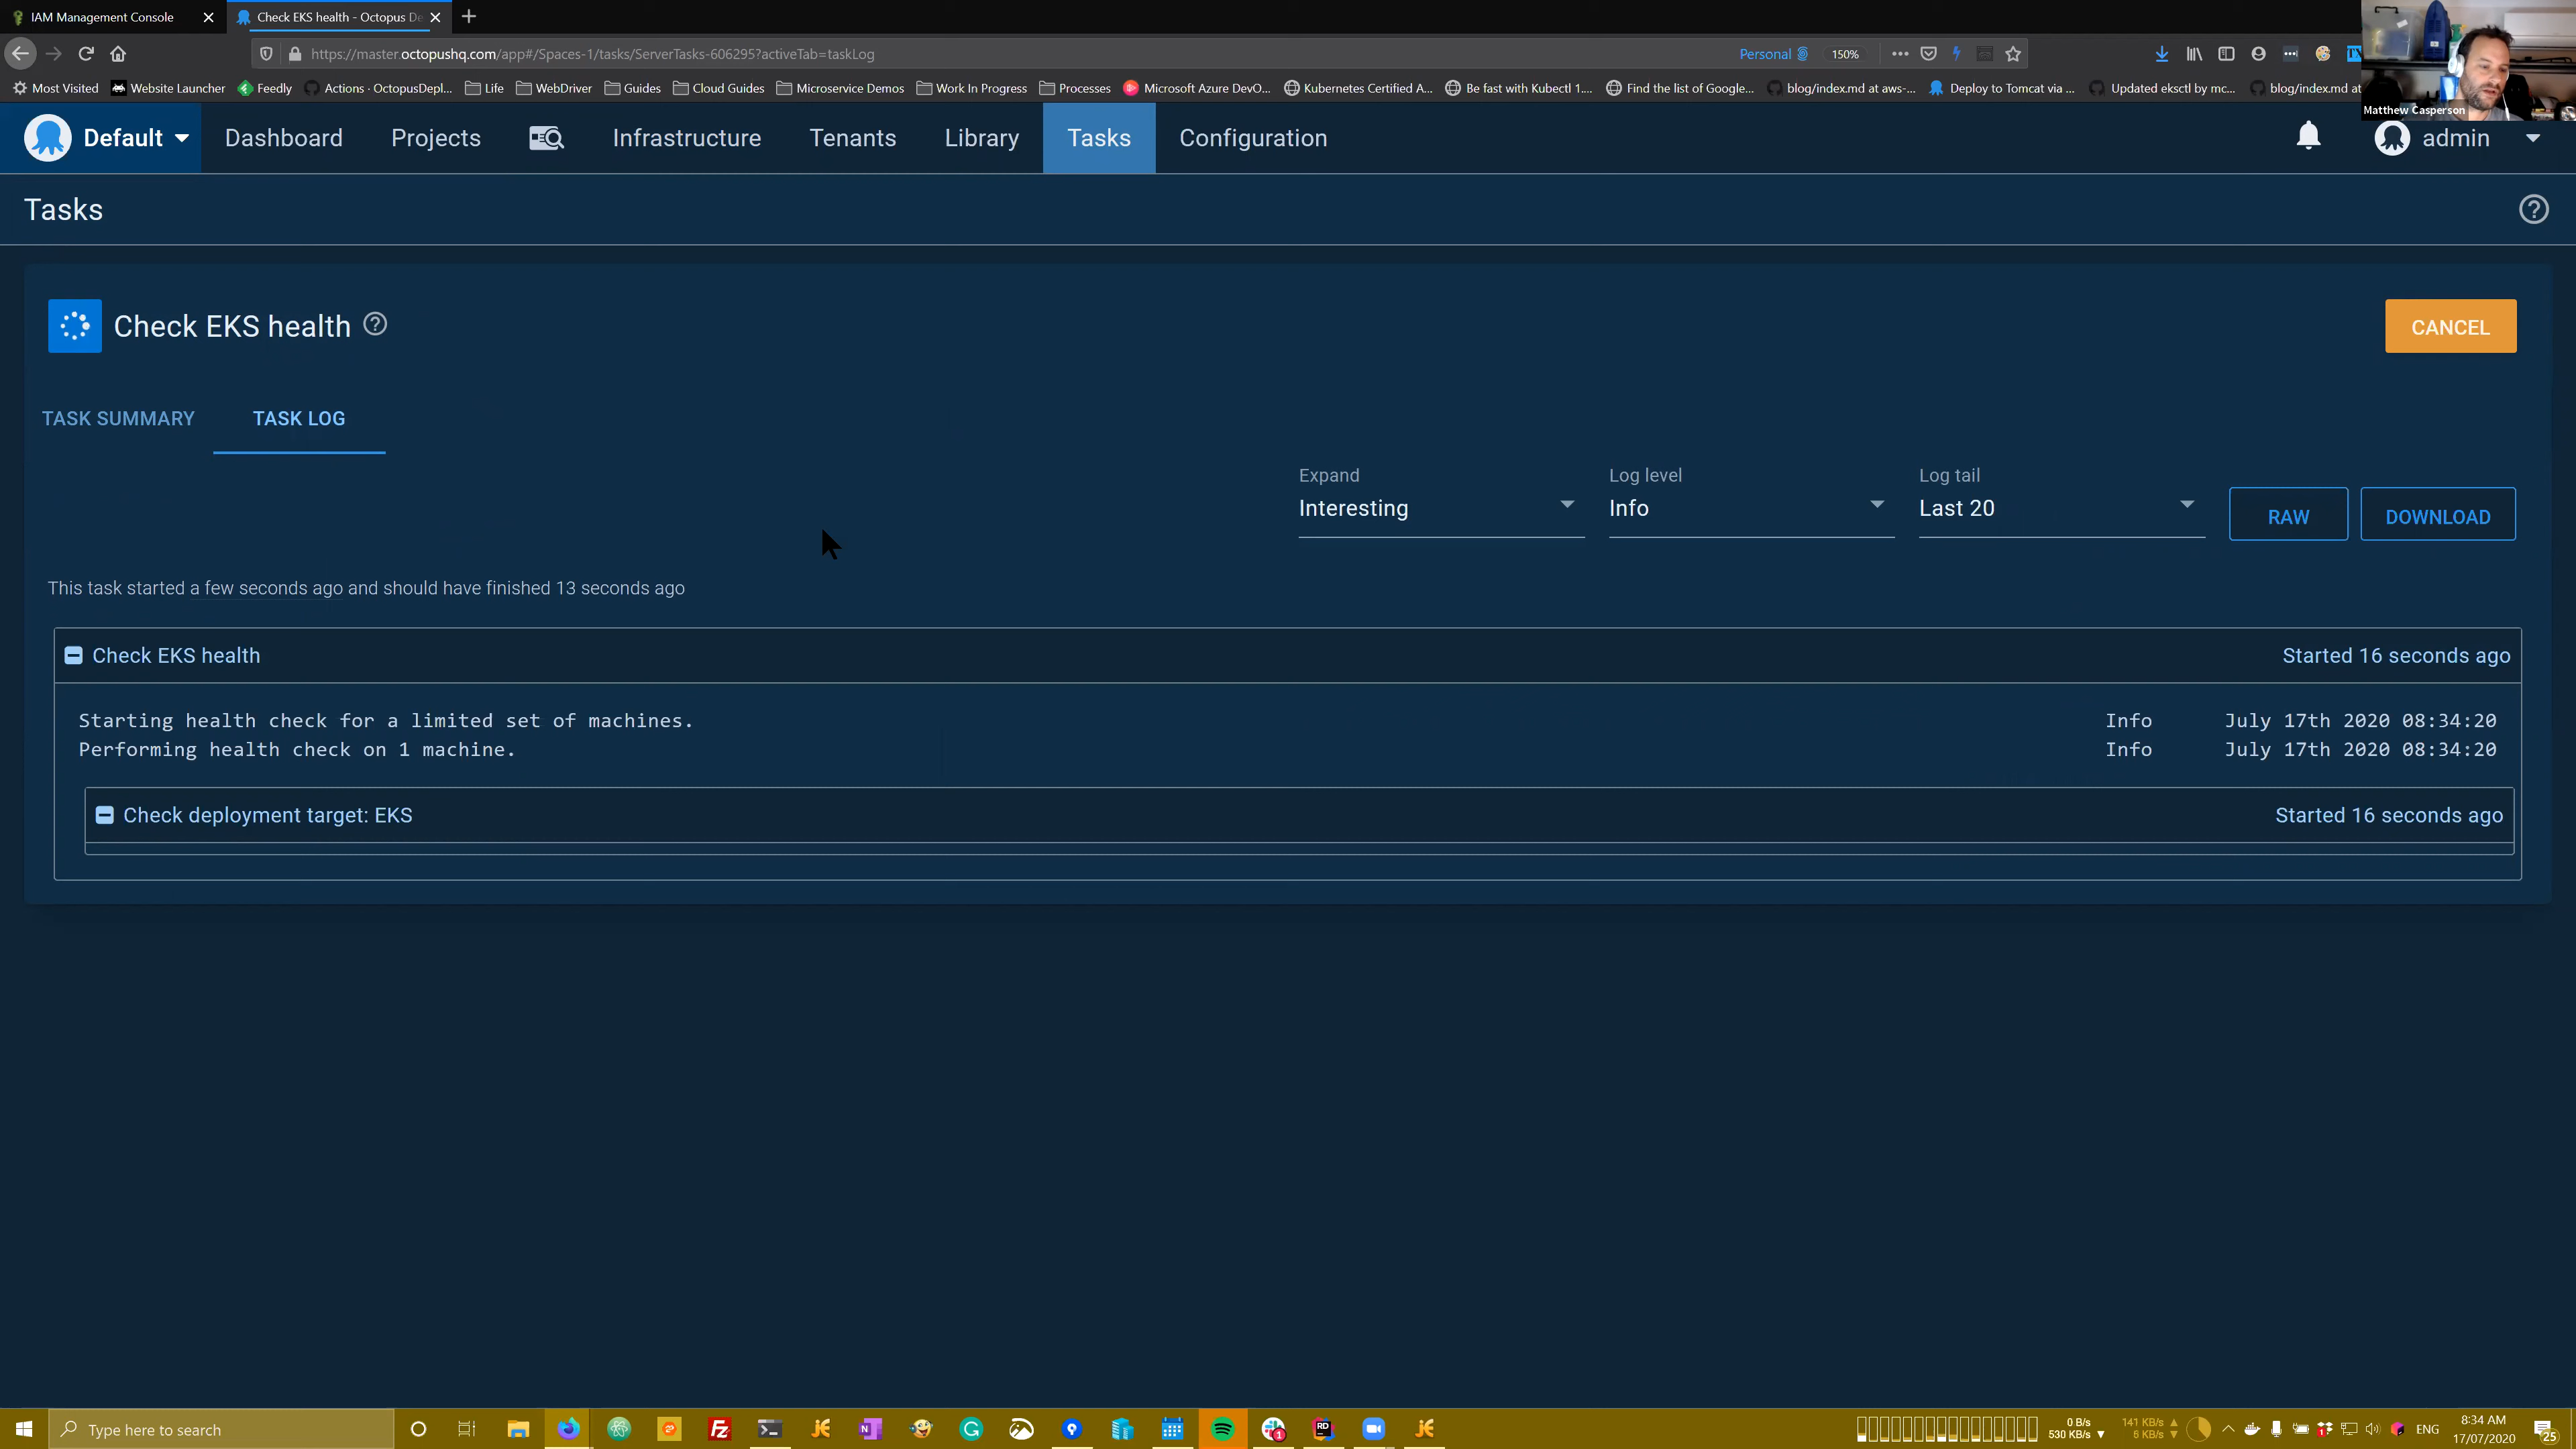 IAM Management Console
Check EKS health - Octopus De
https://master.octopushq.com/app#/Spaces-1/tasks/ServerTasks-606295?activeTab=taskLog
Personal
150%
Most Visited
Website Launcher
Feedly
Actions · OctopusDepl...
Life
WebDriver
Guides
Cloud Guides
Microservice Demos
Work In Progress
Processes
Microsoft Azure DevO...
Kubernetes Certified A...
Be fast with Kubectl 1....
Find the list of Google...
blog/index.md at aws-...
Deploy to Tomcat via ...
Updated eksctl by mc...
blog/index.md at
Matthew Casperson
Default
Dashboard
Projects
Infrastructure
Tenants
Library
Tasks
Configuration
admin
Tasks
Check EKS health
CANCEL
TASK SUMMARY
TASK LOG
Expand
Log level
Log tail
Interesting
Info
Last 20
RAW
DOWNLOAD
This task started a few seconds ago and should have finished 13 seconds ago
Check EKS health
Started 16 seconds ago
Starting health check for a limited set of machines.
Info
July 17th 2020 08:34:20
Performing health check on 1 machine.
Info
July 17th 2020 08:34:20
Check deployment target: EKS
Started 16 seconds ago
Type here to search
0 B/s
530 KB/s
141 KB/s
6 KB/s
ENG
8:34 AM
17/07/2020
25